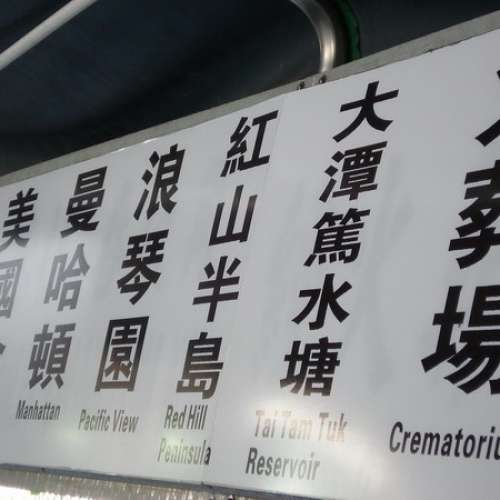 美國
曼哈頓
Manhattan
浪琴園
Pacific View
紅山半島
Red Hill
Peninsula
大潭篤水塘
Tai Tam Tuk
Reservoir
葬場